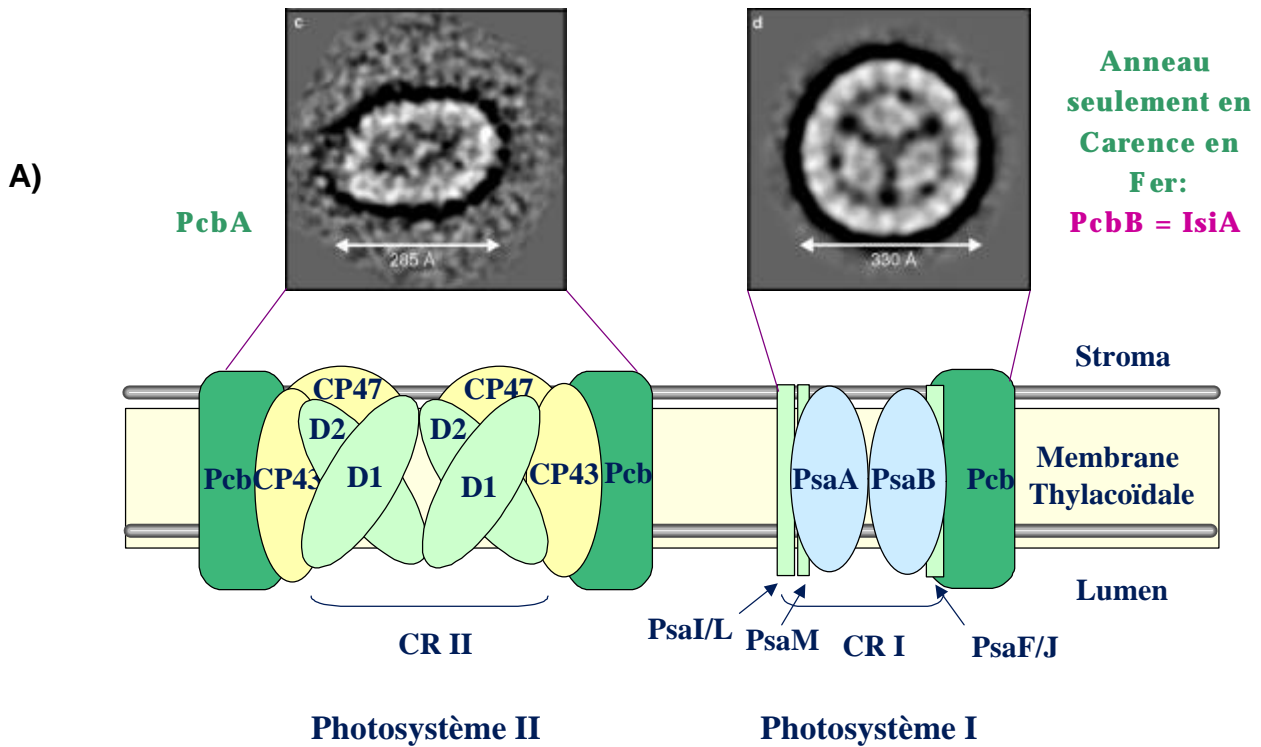 A)
c
285 Å
PcbA
d
330 Å
Anneau
seulement en
Carence en
Fer:
PcbB = IsiA
Stroma
CP47
CP47
D2
D2
Pcb
CP43
D1
D1
CP43
Pcb
PsaA
PsaB
Pcb
Membrane
Thylacoïdale
Lumen
PsaI/L
PsaM
CR II
CR I
PsaF/J
Photosystème II
Photosystème I